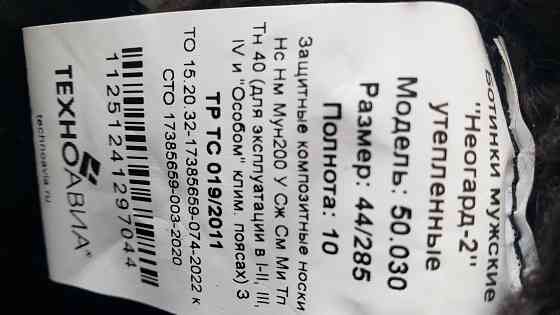 Ботинки мужские
"Неогард-2"
утепленные
Модель: 50.030
Размер: 44/285
Полнота: 10
Защитные композитные носки
Нс Нм Мун200 У Сж См Ми Тп
Тн 40 (для эксплуатации в I-II, III,
IV и "Особом" клим. поясах) З
ТР ТС 019/2011
ТО 15.20.32-17385659-074-2022 к
СТО 17385659-003-2020
1125124129704 4
ТЕХНОАВИА®
technoavia.ru